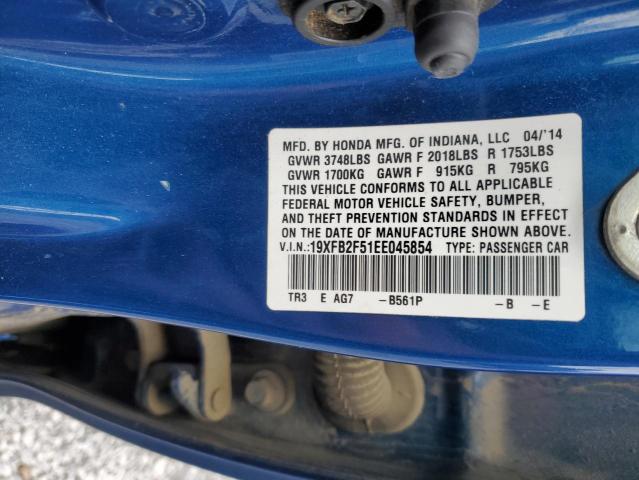 MFD. BY HONDA MFG. OF INDIANA, LLC 04/'14
GVWR 3748LBS GAWR F 2018LBS R 1753LBS
GVWR 1700KG GAWR F 915KG R 795KG
THIS VEHICLE CONFORMS TO ALL APPLICABLE
FEDERAL MOTOR VEHICLE SAFETY, BUMPER,
AND THEFT PREVENTION STANDARDS IN EFFECT
ON THE DATE OF MANUFACTURE SHOWN ABOVE.
V.I.N.:19XFB2F51EE045854 TYPE: PASSENGER CAR
TR3 E AG7 -B561P -B -E